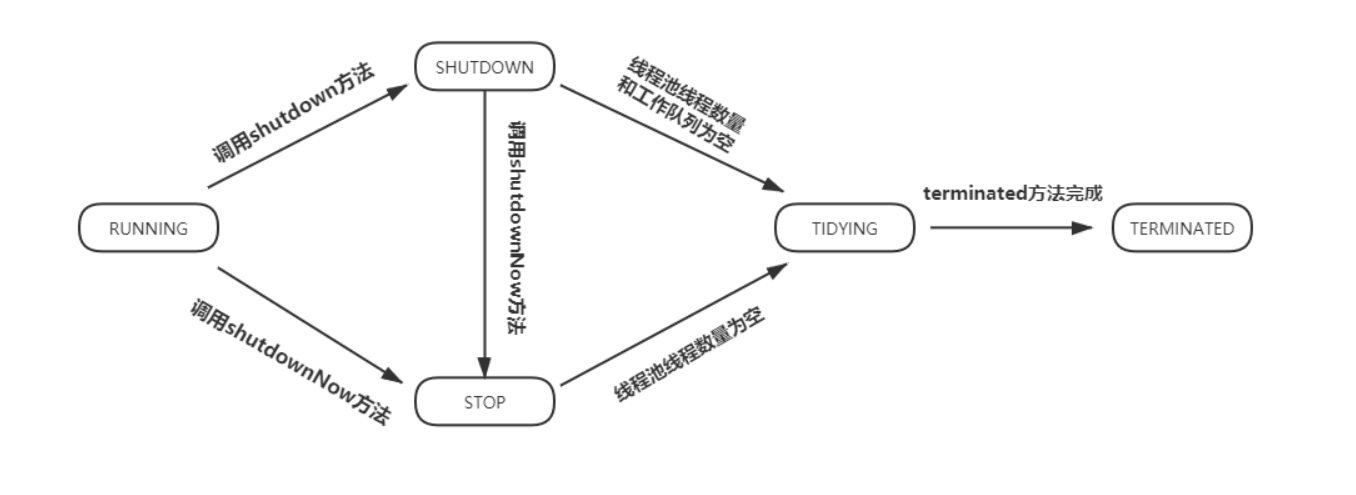 SHUTDOWN
调用shutdown方法
线程池线程数量
和工作队列为空
调用shutdownNow方法
RUNNING
TIDYING
terminated方法完成
TERMINATED
调用shutdownNow方法
STOP
线程池线程数量为空